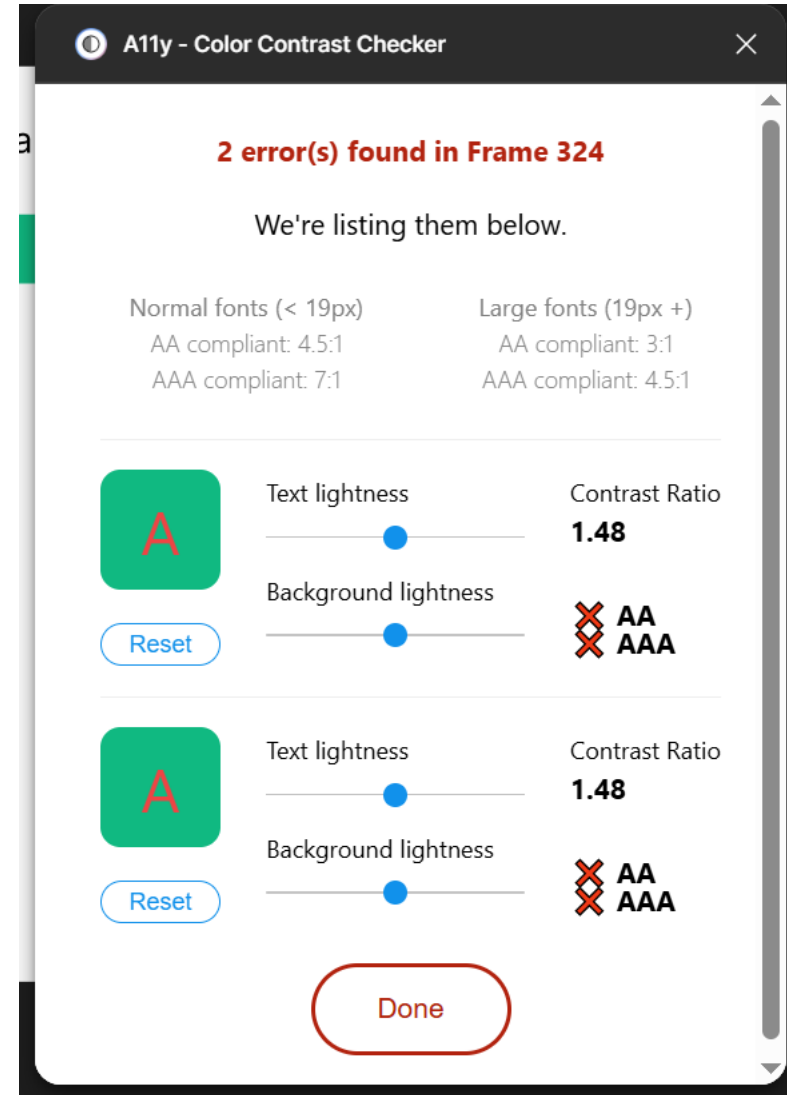 A11y - Color Contrast Checker
a
2 error(s) found in Frame 324
We're listing them below.
Normal fonts (< 19px)
AA compliant: 4.5:1
AAA compliant: 7:1
Large fonts (19px +)
AA compliant: 3:1
AAA compliant: 4.5:1
A
Reset
Text lightness
Background lightness
Contrast Ratio
1.48
AA
AAA
A
Reset
Text lightness
Background lightness
Contrast Ratio
1.48
AA
AAA
Done